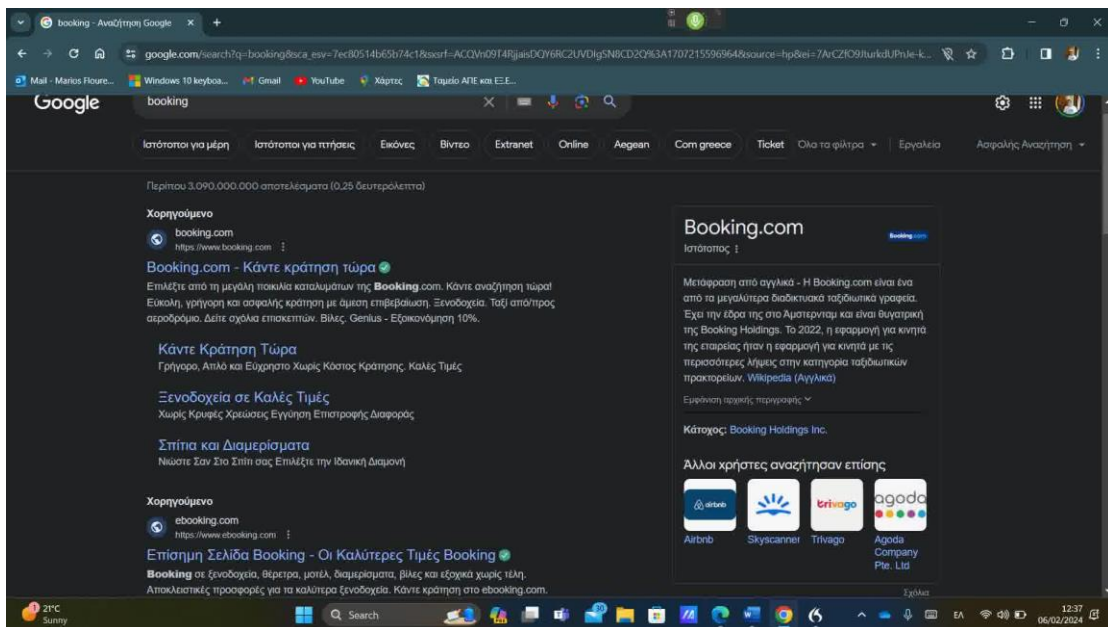 booking - Αναζήτηση Google
Mail - Marios Floure...
Windows 10 keyboa...
Gmail
YouTube
Χάρτες
Ταμείο ΑΠΕ και ΕΞ.Ε...
Google
booking
Ιστότοποι για μέρη
Ιστότοποι για πτήσεις
Εικόνες
Βίντεο
Extranet
Online
Aegean
Com greece
Ticket
Όλα τα φίλτρα
Εργαλεία
Ασφαλής Αναζήτηση
Περίπου 3.090.000.000 αποτελέσματα (0,25 δευτερόλεπτα)
Χορηγούμενο
booking.com
https://www.booking.com
Booking.com - Κάντε κράτηση τώρα
Επιλέξτε από τη μεγάλη ποικιλία καταλυμάτων της Booking.com. Κάντε αναζήτηση τώρα!
Εύκολη, γρήγορη και ασφαλής κράτηση με άμεση επιβεβαίωση. Ξενοδοχεία. Ταξί από/προς
αεροδρόμιο. Δείτε σχόλια επισκεπτών. Βίλες. Genius - Εξοικονόμηση 10%.
Κάντε Κράτηση Τώρα
Γρήγορο, Απλό και Εύχρηστο Χωρίς Κόστος Κράτησης. Καλές Τιμές
Ξενοδοχεία σε Καλές Τιμές
Χωρίς Κρυφές Χρεώσεις Εγγύηση Επιστροφής Διαφοράς
Σπίτια και Διαμερίσματα
Νιώστε Σαν Στο Σπίτι σας Επιλέξτε την Ιδανική Διαμονή
Χορηγούμενο
ebooking.com
https://www.ebooking.com
Επίσημη Σελίδα Booking - Οι Καλύτερες Τιμές Booking
Booking σε ξενοδοχεία, θέρετρα, μοτέλ, διαμερίσματα, βίλες και εξοχικά χωρίς τέλη.
Αποκλειστικές προσφορές για τα καλύτερα ξενοδοχεία. Κάντε κράτηση στο ebooking.com.
Booking.com
Booking.com
Ιστότοπος
Μετάφραση από αγγλικά - Η Booking.com είναι ένα
από τα μεγαλύτερα διαδικτυακά ταξιδιωτικά γραφεία.
Έχει την έδρα της στο Άμστερνταμ και είναι θυγατρική
της Booking Holdings. Το 2022, η εφαρμογή για κινητά
της εταιρείας ήταν η εφαρμογή για κινητά με τις
περισσότερες λήψεις στην κατηγορία ταξιδιωτικών
πρακτορείων. Wikipedia (Αγγλικά)
Εμφάνιση αρχικής περιγραφής
Κάτοχος: Booking Holdings Inc.
Άλλοι χρήστες αναζήτησαν επίσης
airbnb
trivago
agoda
Airbnb
Skyscanner
Trivago
Agoda
Company
Pte. Ltd
Σχόλια
21°C
Sunny
Search
ΕΛ
12:37
06/02/2024